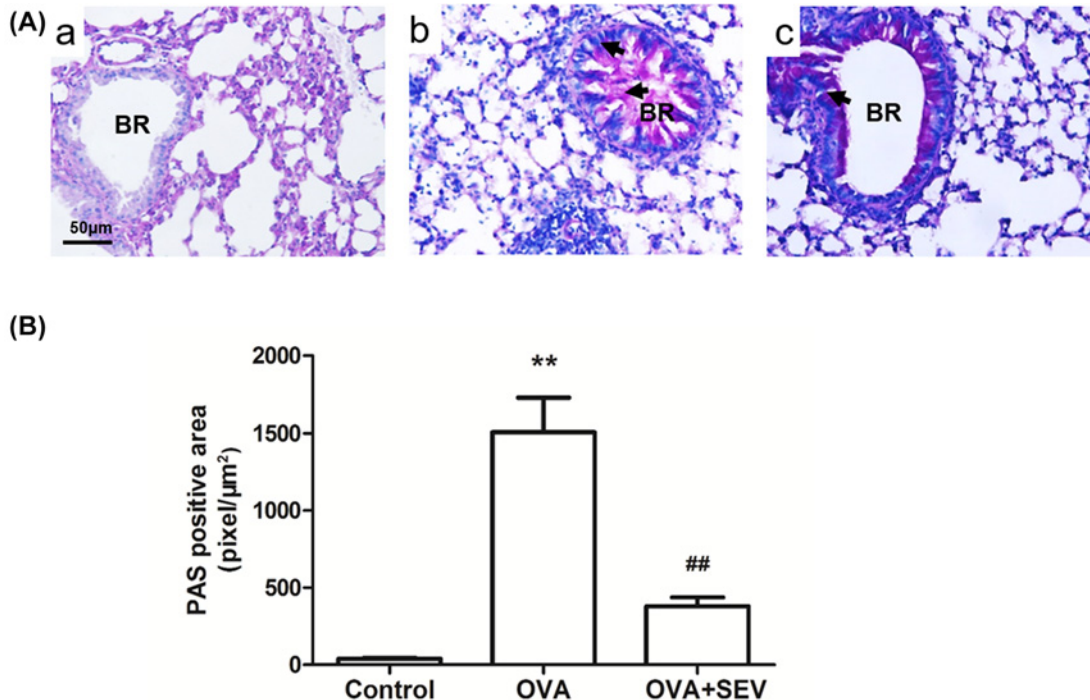 (A)
a
b
c
BR
BR
BR
50µm
(B)
2000
1500
1000
500
0
PAS positive area
(pixel/µm²)
**
##
Control
OVA
OVA+SEV